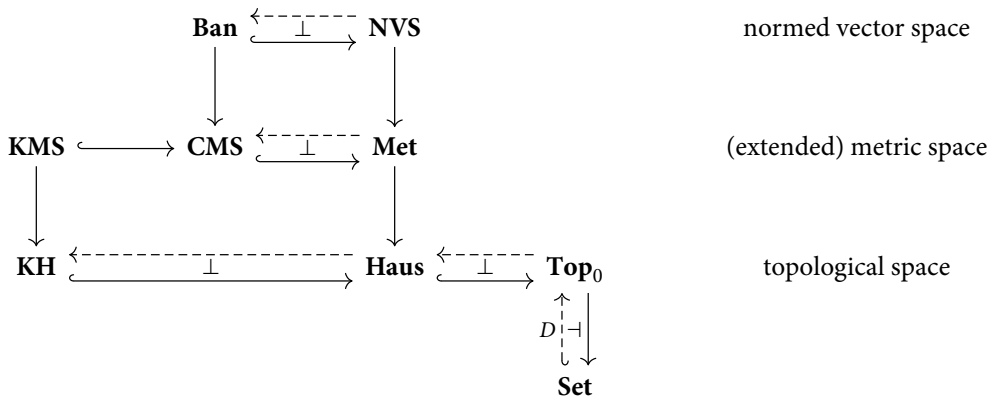 Ban ⊥ NVS normed vector space
KMS CMS ⊥ Met (extended) metric space
KH ⊥ Haus ⊥ Top₀ topological space
D ⊣
Set